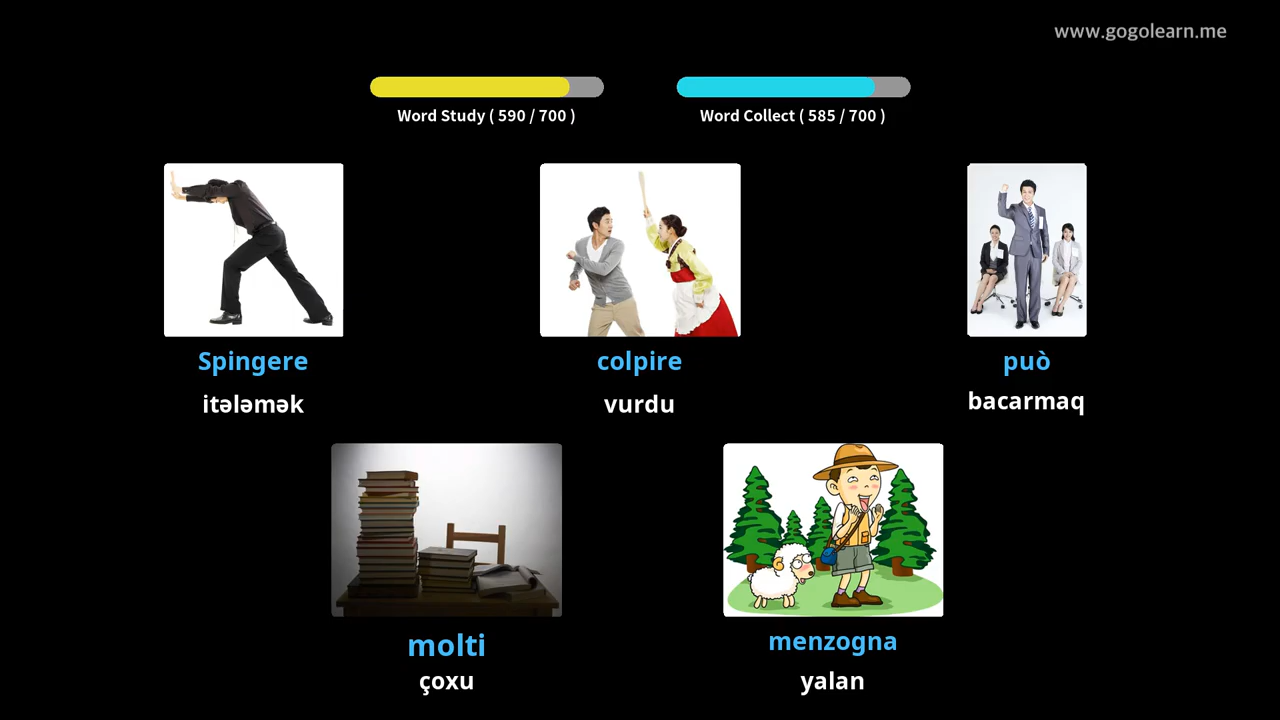 www.gogolearn.me
Word Study ( 590 / 700 )
Word Collect ( 585 / 700 )
Spingere
itələmək
colpire
vurdu
può
bacarmaq
molti
çoxu
menzogna
yalan